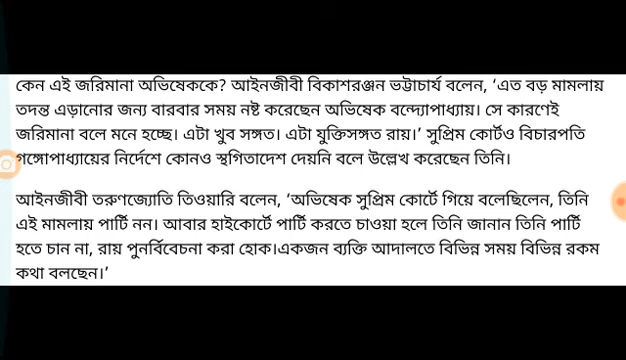 কেন এই জরিমানা অভিষেককে? আইনজীবী বিকাশরঞ্জন ভট্টাচার্য বলেন, ‘এত বড় মামলায়
তদন্ত এড়ানোর জন্য বারবার সময় নষ্ট করেছেন অভিষেক বন্দ্যোপাধ্যায়। সে কারণেই
জরিমানা বলে মনে হচ্ছে। এটা খুব সঙ্গত। এটা যুক্তিসঙ্গত রায়।’ সুপ্রিম কোর্টও বিচারপতি
গঙ্গোপাধ্যায়ের নির্দেশে কোনও স্থগিতাদেশ দেয়নি বলে উল্লেখ করেছেন তিনি।
আইনজীবী তরুণজ্যোতি তিওয়ারি বলেন, ‘অভিষেক সুপ্রিম কোর্টে গিয়ে বলেছিলেন, তিনি
এই মামলায় পার্টি নন। আবার হাইকোর্টে পার্টি করতে চাওয়া হলে তিনি জানান তিনি পার্টি
হতে চান না, রায় পুনর্বিবেচনা করা হোক।একজন ব্যক্তি আদালতে বিভিন্ন সময় বিভিন্ন রকম
কথা বলছেন।’